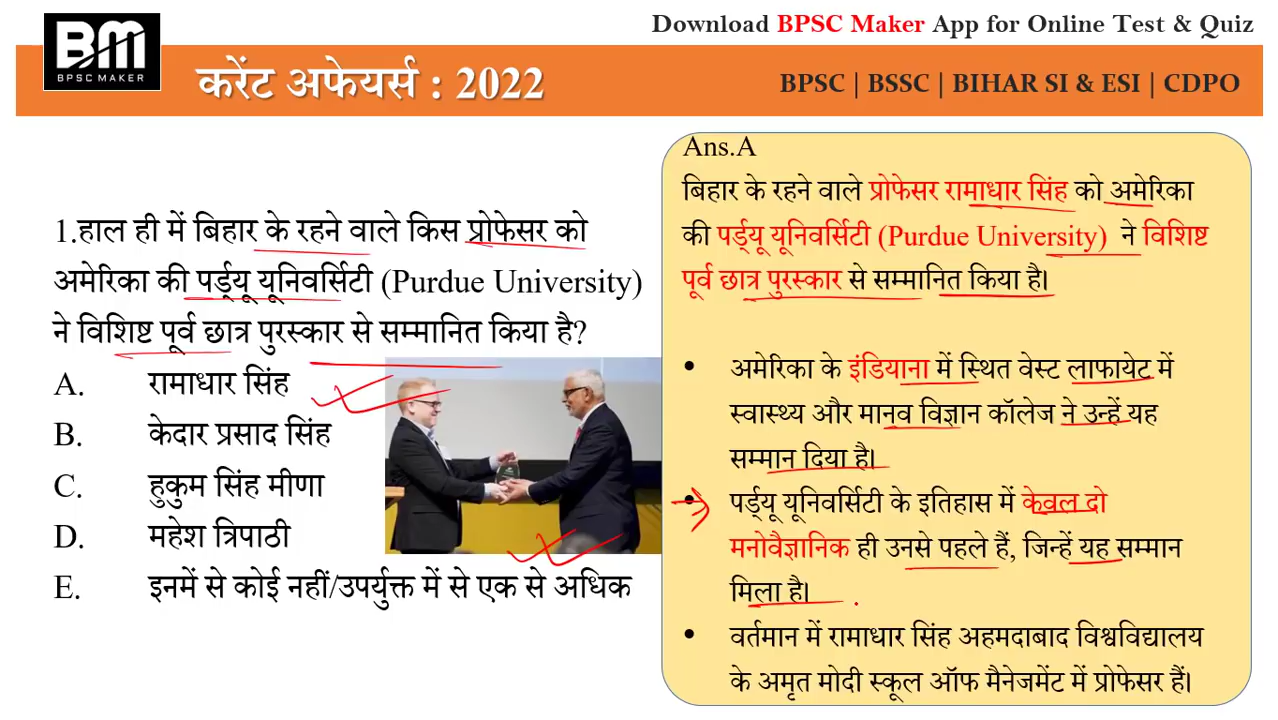 Download BPSC Maker App for Online Test & Quiz
BM
BPSC MAKER
करेंट अफेयर्स : 2022
BPSC | BSSC | BIHAR SI & ESI | CDPO
1.हाल ही में बिहार के रहने वाले किस प्रोफेसर को
अमेरिका की पर्ड्यू यूनिवर्सिटी (Purdue University)
ने विशिष्ट पूर्व छात्र पुरस्कार से सम्मानित किया है?
A. रामाधार सिंह
B. केदार प्रसाद सिंह
C. हुकुम सिंह मीणा
D. महेश त्रिपाठी
E. इनमें से कोई नहीं/उपर्युक्त में से एक से अधिक
Ans.A
बिहार के रहने वाले प्रोफेसर रामाधार सिंह को अमेरिका
की पर्ड्यू यूनिवर्सिटी (Purdue University) ने विशिष्ट
पूर्व छात्र पुरस्कार से सम्मानित किया है।
• अमेरिका के इंडियाना में स्थित वेस्ट लाफायेट में
स्वास्थ्य और मानव विज्ञान कॉलेज ने उन्हें यह
सम्मान दिया है।
• पर्ड्यू यूनिवर्सिटी के इतिहास में केवल दो
मनोवैज्ञानिक ही उनसे पहले हैं, जिन्हें यह सम्मान
मिला है।
• वर्तमान में रामाधार सिंह अहमदाबाद विश्वविद्यालय
के अमृत मोदी स्कूल ऑफ मैनेजमेंट में प्रोफेसर हैं।